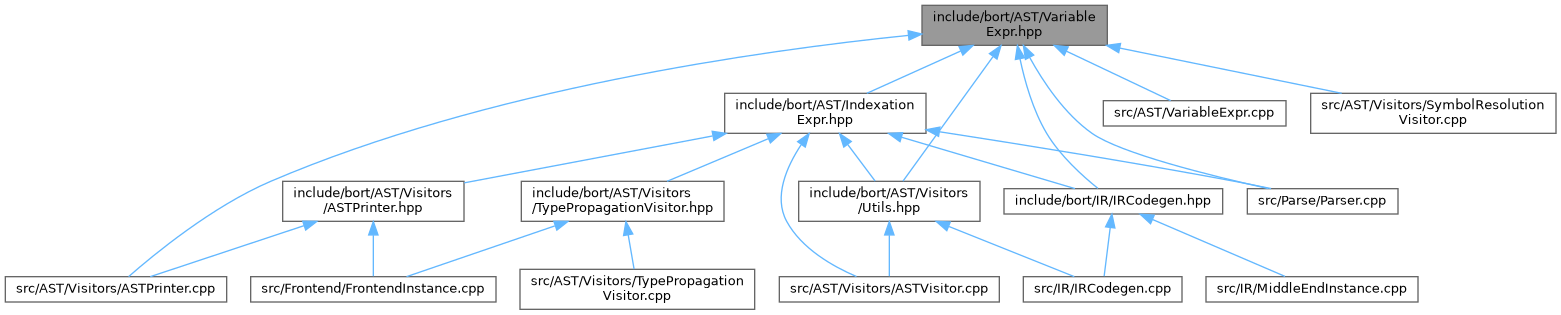 include/bort/AST/Variable
Expr.hpp
include/bort/AST/Indexation
Expr.hpp
src/AST/VariableExpr.cpp
src/AST/Visitors/SymbolResolution
Visitor.cpp
include/bort/AST/Visitors
/ASTPrinter.hpp
include/bort/AST/Visitors
/TypePropagationVisitor.hpp
include/bort/AST/Visitors
/Utils.hpp
include/bort/IR/IRCodegen.hpp
src/Parse/Parser.cpp
src/AST/Visitors/ASTPrinter.cpp
src/Frontend/FrontendInstance.cpp
src/AST/Visitors/TypePropagation
Visitor.cpp
src/AST/Visitors/ASTVisitor.cpp
src/IR/IRCodegen.cpp
src/IR/MiddleEndInstance.cpp